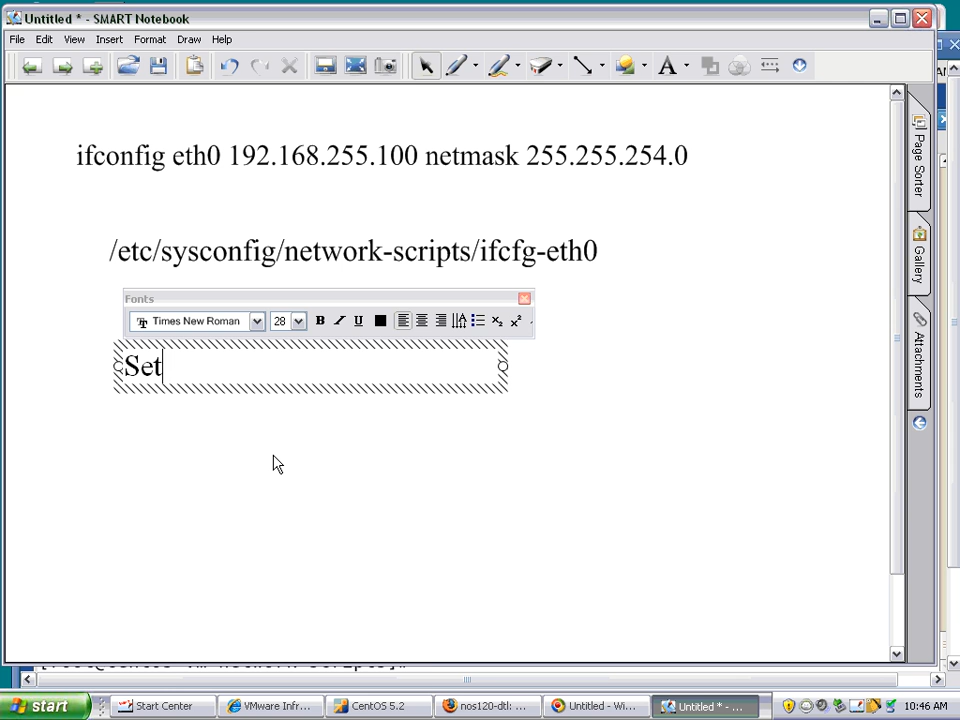 Untitled * - SMART Notebook
File Edit View Insert Format Draw Help
ifconfig eth0 192.168.255.100 netmask 255.255.254.0
/etc/sysconfig/network-scripts/ifcfg-eth0
Fonts
Times New Roman 28 B I U
Set
Page Sorter
Gallery
Attachments
start Start Center VMware Infr... CentOS 5.2 nos120-dtl: ... Untitled - Wi... Untitled * - ... 10:46 AM